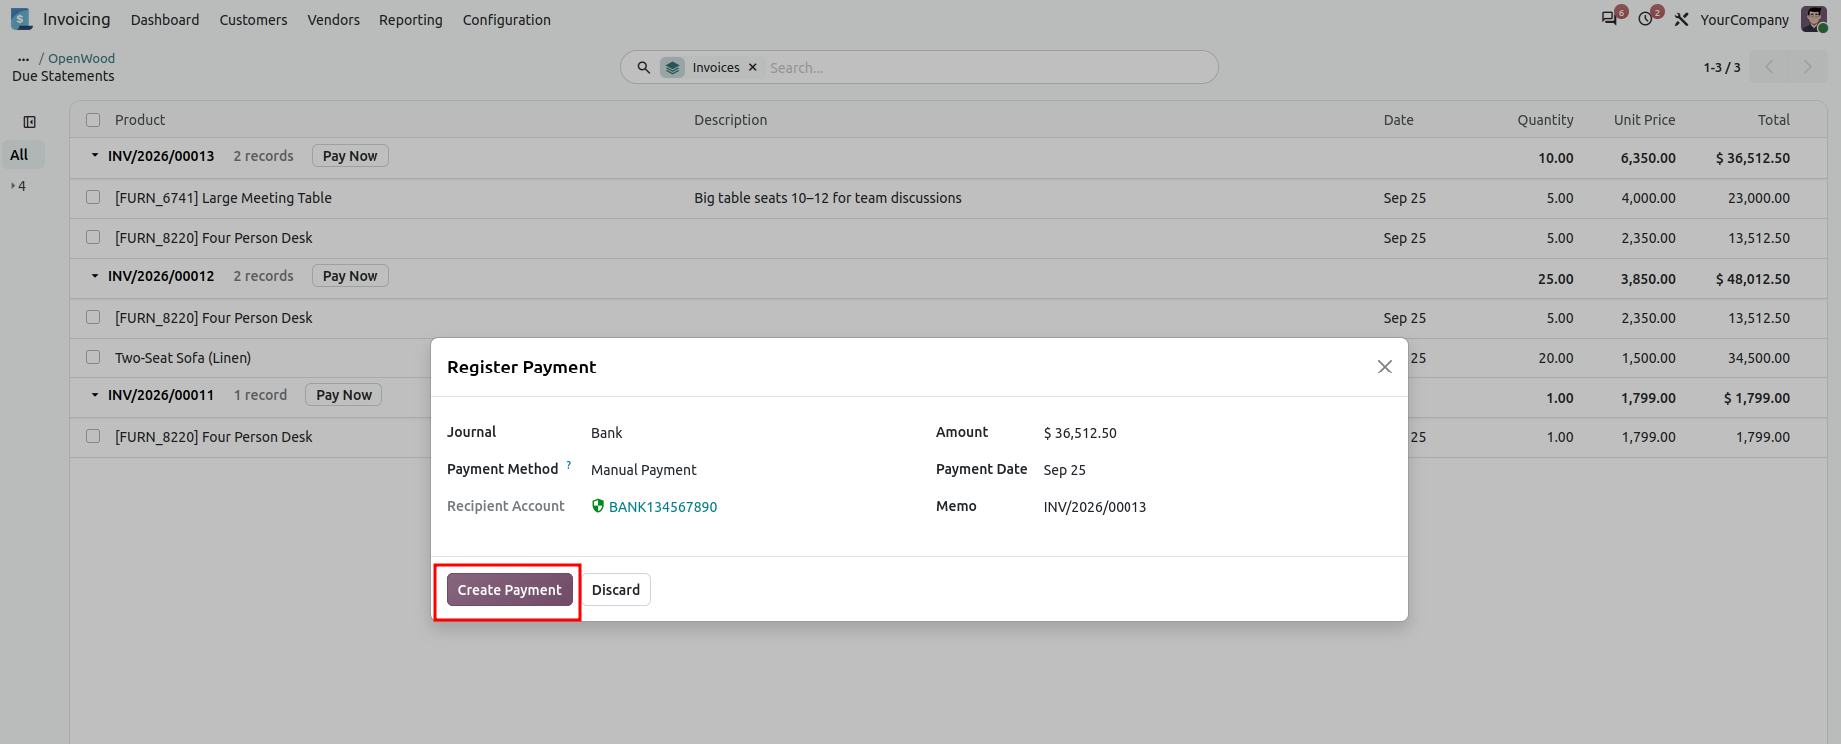 Invoicing Dashboard Customers Vendors Reporting Configuration 6 2 YourCompany
... / OpenWood
Due Statements
Invoices × Search...
1-3 / 3
Product Description Date Quantity Unit Price Total
All
INV/2026/00013 2 records Pay Now 10.00 6,350.00 $ 36,512.50
4
[FURN_6741] Large Meeting Table Big table seats 10–12 for team discussions Sep 25 5.00 4,000.00 23,000.00
[FURN_8220] Four Person Desk Sep 25 5.00 2,350.00 13,512.50
INV/2026/00012 2 records Pay Now 25.00 3,850.00 $ 48,012.50
[FURN_8220] Four Person Desk Sep 25 5.00 2,350.00 13,512.50
Two-Seat Sofa (Linen) 25 20.00 1,500.00 34,500.00
INV/2026/00011 1 record Pay Now 1.00 1,799.00 $ 1,799.00
[FURN_8220] Four Person Desk 25 1.00 1,799.00 1,799.00
Register Payment
Journal Bank Amount $ 36,512.50
Payment Method ? Manual Payment Payment Date Sep 25
Recipient Account BANK134567890 Memo INV/2026/00013
Create Payment Discard